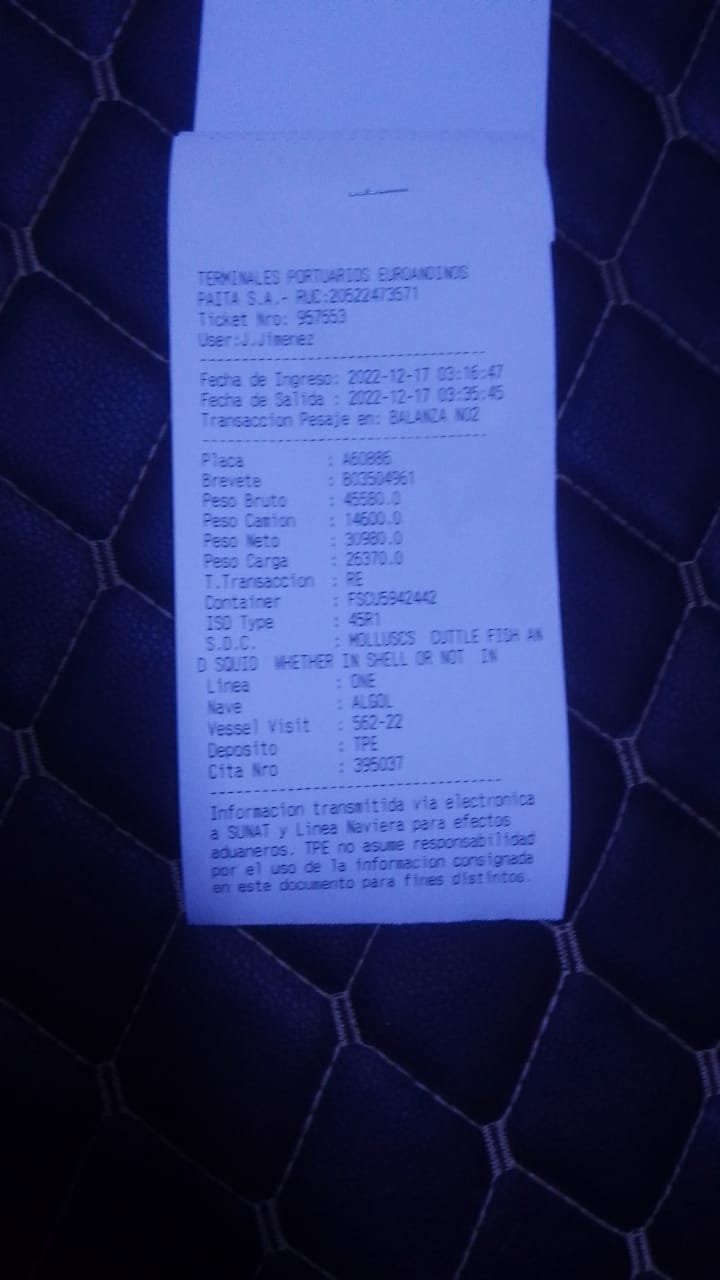 TERMINALES PORTUARIOS EUROANDINOS
PAITA S.A.- RUC:20522473571
Ticket Nro: 957553
User:J.Jimenez
Fecha de Ingreso: 2022-12-17 03:16:47
Fecha de Salida : 2022-12-17 03:35:45
Transaccion Pesaje en: BALANZA NO2
Placa : A60886
Brevete : B03504961
Peso Bruto : 45580.0
Peso Camion : 14600.0
Peso Neto : 30980.0
Peso Carga : 26370.0
T.Transaccion : RE
Container : FSCU5942442
ISO Type : 45R1
S.D.C. : MOLLUSCS CUTTLE FISH AN
D SQUID WHETHER IN SHELL OR NOT IN
Linea : ONE
Nave : ALGOL
Vessel Visit : 562-22
Deposito : TPE
Cita Nro : 395037
Informacion transmitida via electronica
a SUNAT y Linea Naviera para efectos
aduaneros. TPE no asume responsabilidad
por el uso de la informacion consignada
en este documento para fines distintos.